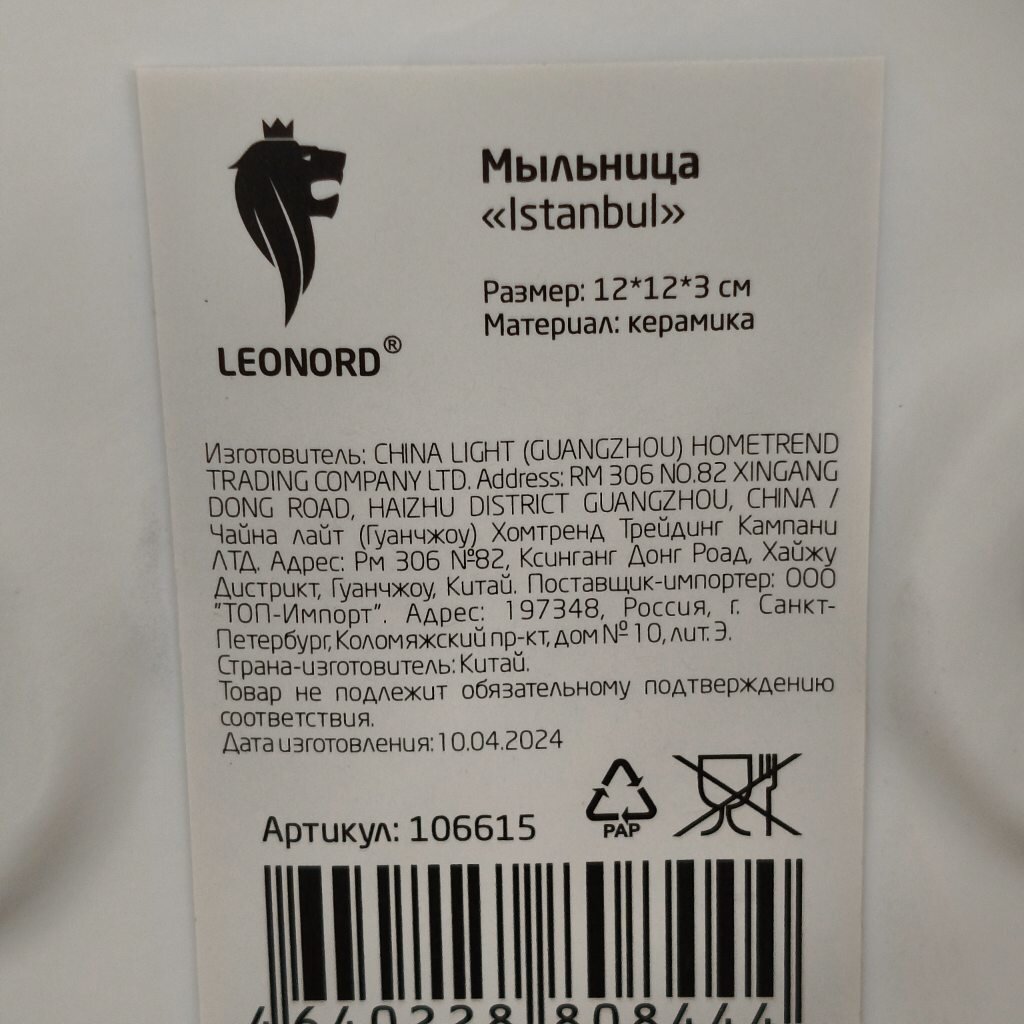 LEONORD®
Мыльница
«Istanbul»
Размер: 12*12*3 см
Материал: керамика
Изготовитель: CHINA LIGHT (GUANGZHOU) HOMETREND
TRADING COMPANY LTD. Address: RM 306 NO.82 XINGANG
DONG ROAD, HAIZHU DISTRICT GUANGZHOU, CHINA /
Чайна лайт (Гуанчжоу) Хомтренд Трейдинг Кампани
ЛТД. Адрес: Рм 306 №82, Ксинганг Донг Роад, Хайжу
Дистрикт, Гуанчжоу, Китай. Поставщик-импортер: ООО
"ТОП-Импорт". Адрес: 197348, Россия, г. Санкт-
Петербург, Коломяжский пр-кт, дом № 10, лит. Э.
Страна-изготовитель: Китай.
Товар не подлежит обязательному подтверждению
соответствия.
Дата изготовления: 10.04.2024
PAP
Артикул: 106615
4 640228 808444